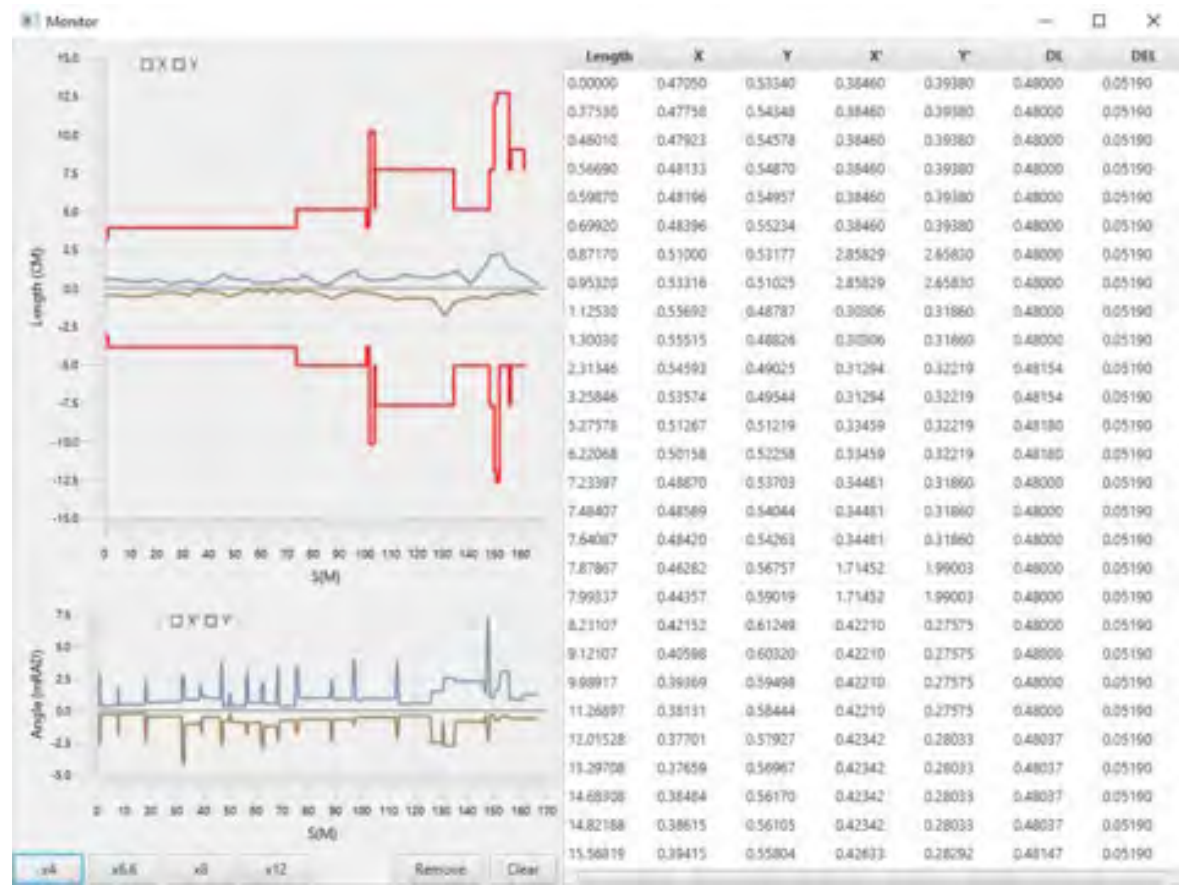 Monitor
15.0
12.5
10.0
7.5
5.0
2.5
0.0
-2.5
-5.0
-7.5
-10.0
-12.5
-15.0
Length (CM)
X Y
0 10 20 30 40 50 60 70 80 90 100 110 120 130 140 150 160
S(M)
7.5
5.0
2.5
0.0
-2.5
-5.0
Angle (mRAD)
X' Y'
0 10 20 30 40 50 60 70 80 90 100 110 120 130 140 150 160 170
S(M)
x4 x6.6 x8 x12 Remove Clear
Length X Y X' Y' DL DEL
0.00000 0.47050 0.53340 0.38460 0.39380 0.48000 0.05190
0.37530 0.47758 0.54348 0.38460 0.39380 0.48000 0.05190
0.46010 0.47923 0.54578 0.38460 0.39380 0.48000 0.05190
0.56690 0.48133 0.54870 0.38460 0.39380 0.48000 0.05190
0.59870 0.48196 0.54957 0.38460 0.39380 0.48000 0.05190
0.69920 0.48396 0.55234 0.38460 0.39380 0.48000 0.05190
0.87170 0.51000 0.53177 2.85829 2.65830 0.48000 0.05190
0.95320 0.53316 0.51025 2.85829 2.65830 0.48000 0.05190
1.12530 0.55692 0.48787 0.30306 0.31860 0.48000 0.05190
1.30030 0.55515 0.48826 0.30306 0.31860 0.48000 0.05190
2.31346 0.54593 0.49025 0.31294 0.32219 0.48154 0.05190
3.25846 0.53574 0.49544 0.31294 0.32219 0.48154 0.05190
5.27578 0.51267 0.51219 0.33459 0.32219 0.48180 0.05190
6.22068 0.50158 0.52258 0.33459 0.32219 0.48180 0.05190
7.23397 0.48870 0.53703 0.34481 0.31860 0.48000 0.05190
7.48407 0.48589 0.54044 0.34481 0.31860 0.48000 0.05190
7.64087 0.48420 0.54263 0.34481 0.31860 0.48000 0.05190
7.87867 0.46282 0.56757 1.71452 1.99003 0.48000 0.05190
7.99337 0.44357 0.59019 1.71452 1.99003 0.48000 0.05190
8.23107 0.42152 0.61249 0.42210 0.27575 0.48000 0.05190
9.12107 0.40598 0.60320 0.42210 0.27575 0.48000 0.05190
9.98917 0.39369 0.59498 0.42210 0.27575 0.48000 0.05190
11.26897 0.38131 0.58444 0.42210 0.27575 0.48000 0.05190
12.01528 0.37701 0.57927 0.42342 0.28033 0.48037 0.05190
13.29708 0.37659 0.56967 0.42342 0.28033 0.48037 0.05190
14.68308 0.38484 0.56170 0.42342 0.28033 0.48037 0.05190
14.82188 0.38615 0.56105 0.42342 0.28033 0.48037 0.05190
15.56819 0.39415 0.55804 0.42633 0.28292 0.48147 0.05190